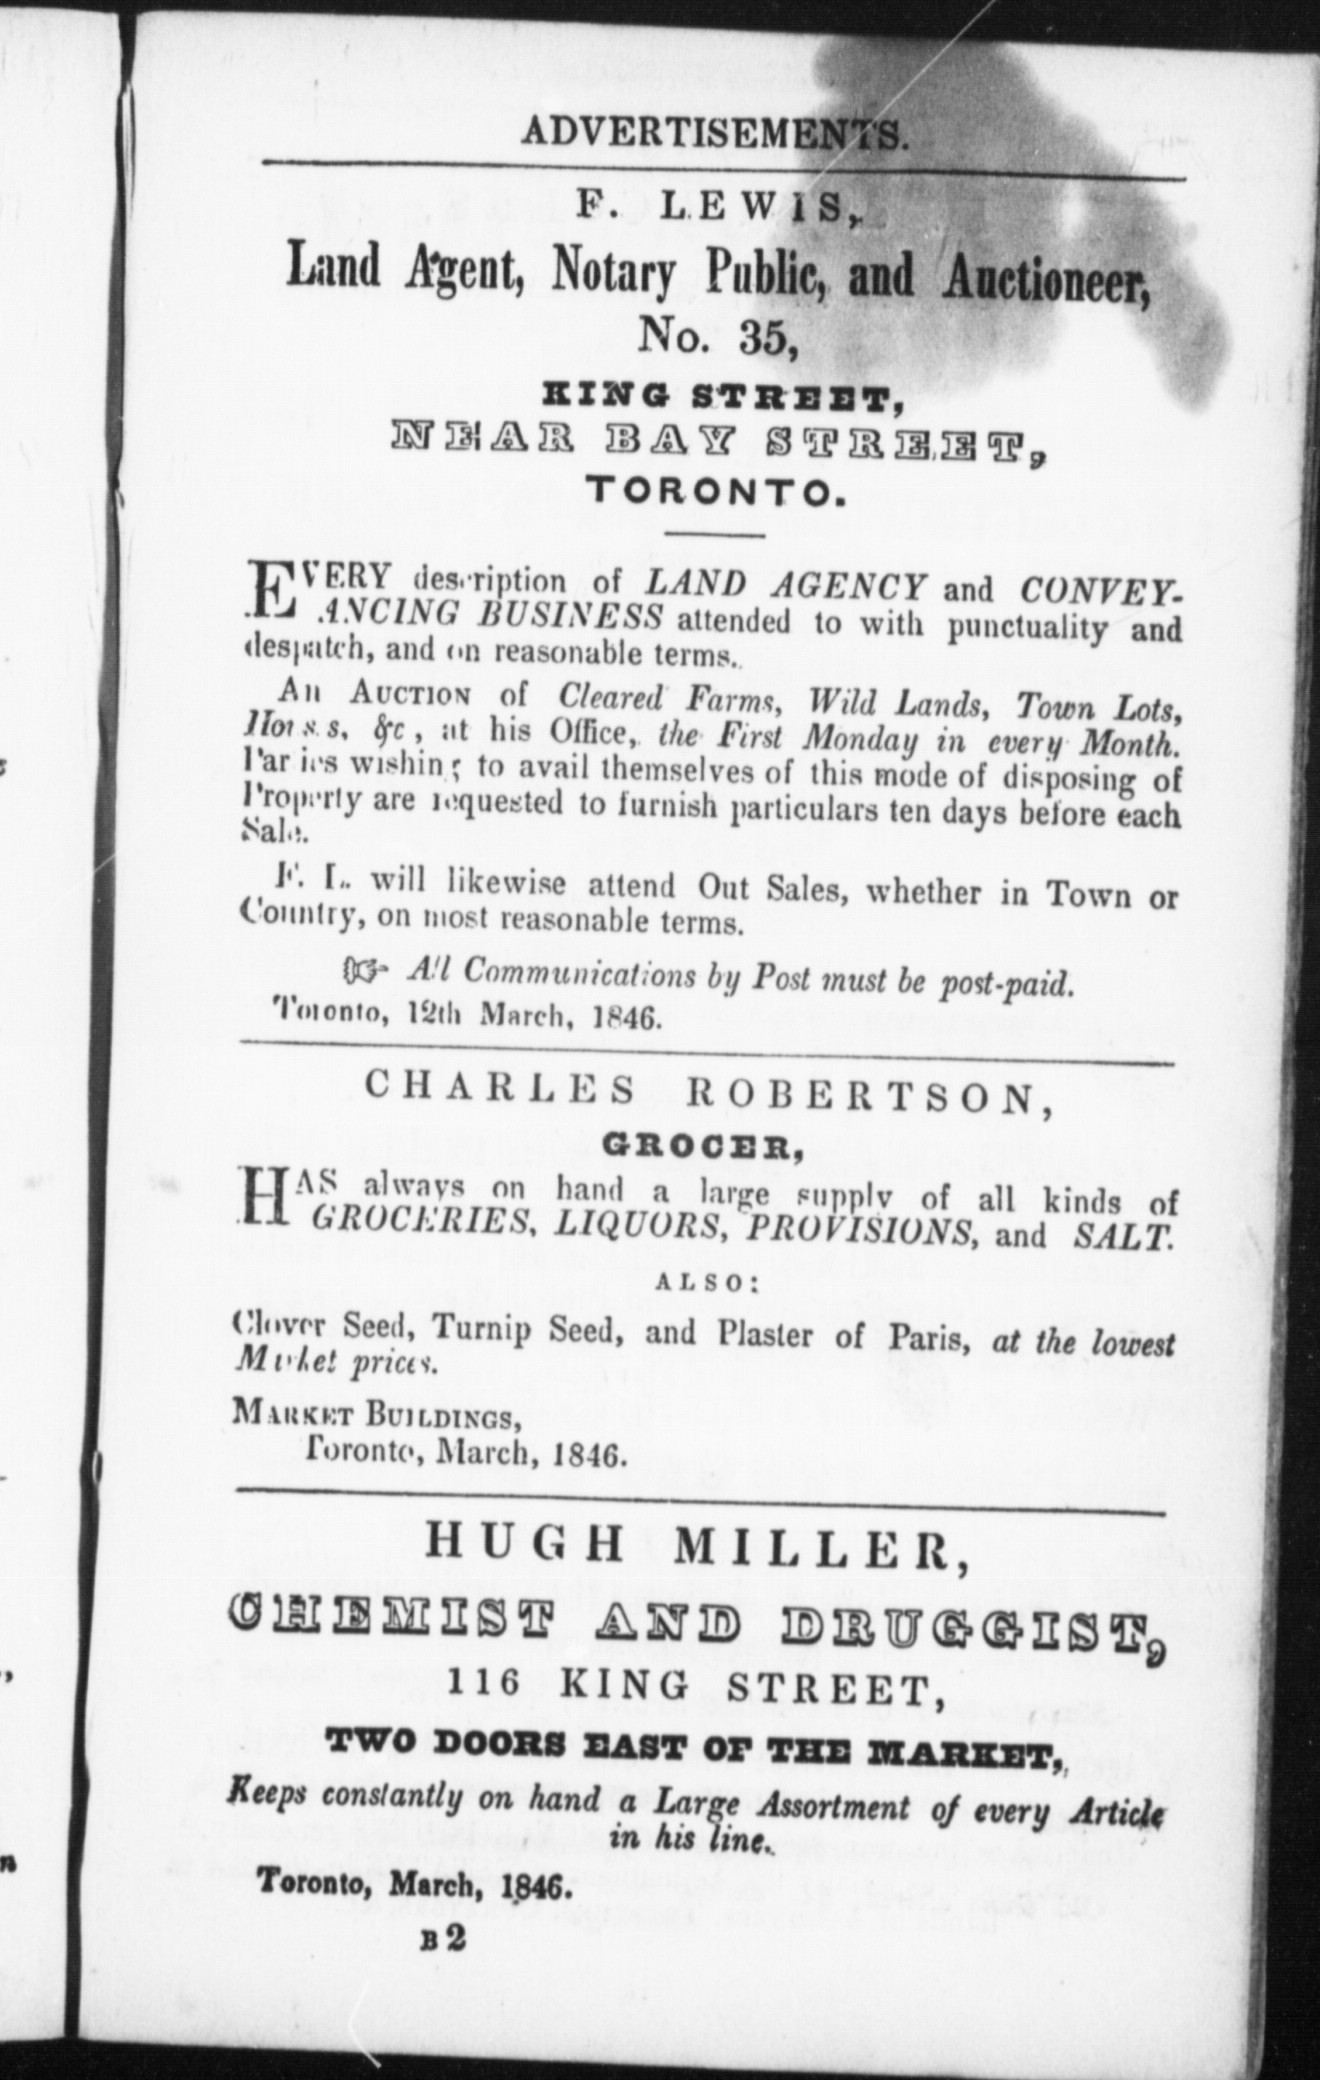 ADVERTISEMENTS.
F. LEWIS,
Land Agent, Notary Public, and Auctioneer,
No. 35,
KING STREET,
NEAR BAY STREET,
TORONTO.
EVERY description of LAND AGENCY and CONVEY-
ANCING BUSINESS attended to with punctuality and
despatch, and on reasonable terms.
An AUCTION of Cleared Farms, Wild Lands, Town Lots,
Horses, &c, at his Office, the First Monday in every Month.
Parties wishing to avail themselves of this mode of disposing of
Property are requested to furnish particulars ten days before each
Sale.
F. L. will likewise attend Out Sales, whether in Town or
Country, on most reasonable terms.
☞ All Communications by Post must be post-paid.
Toronto, 12th March, 1846.
CHARLES ROBERTSON,
GROCER,
HAS always on hand a large supply of all kinds of
GROCERIES, LIQUORS, PROVISIONS, and SALT.
ALSO:
Clover Seed, Turnip Seed, and Plaster of Paris, at the lowest
Market prices.
MARKET BUILDINGS,
Toronto, March, 1846.
HUGH MILLER,
CHEMIST AND DRUGGIST,
116 KING STREET,
TWO DOORS EAST OF THE MARKET,
Keeps constantly on hand a Large Assortment of every Article
in his line.
Toronto, March, 1846.
B 2